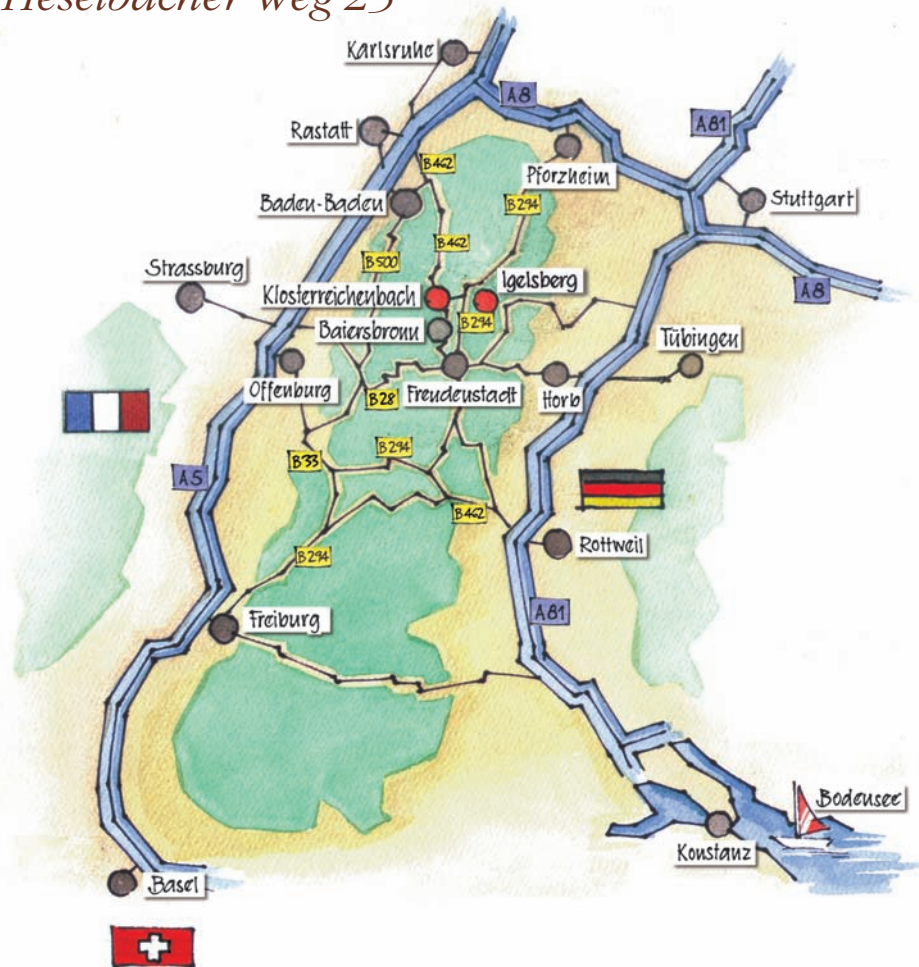 Heselbacher Weg 25
Karlsruhe
A8
A81
Rastatt
B462
Pforzheim
Baden-Baden
B294
Stuttgart
B462
B500
Strassburg
Klosterreichenbach
Igelsberg
A8
Baiersbronn
B294
Tübingen
Offenburg
B28
Freudenstadt
Horb
B294
B33
A5
B462
Rottweil
B294
A81
Freiburg
Bodensee
Konstanz
Basel